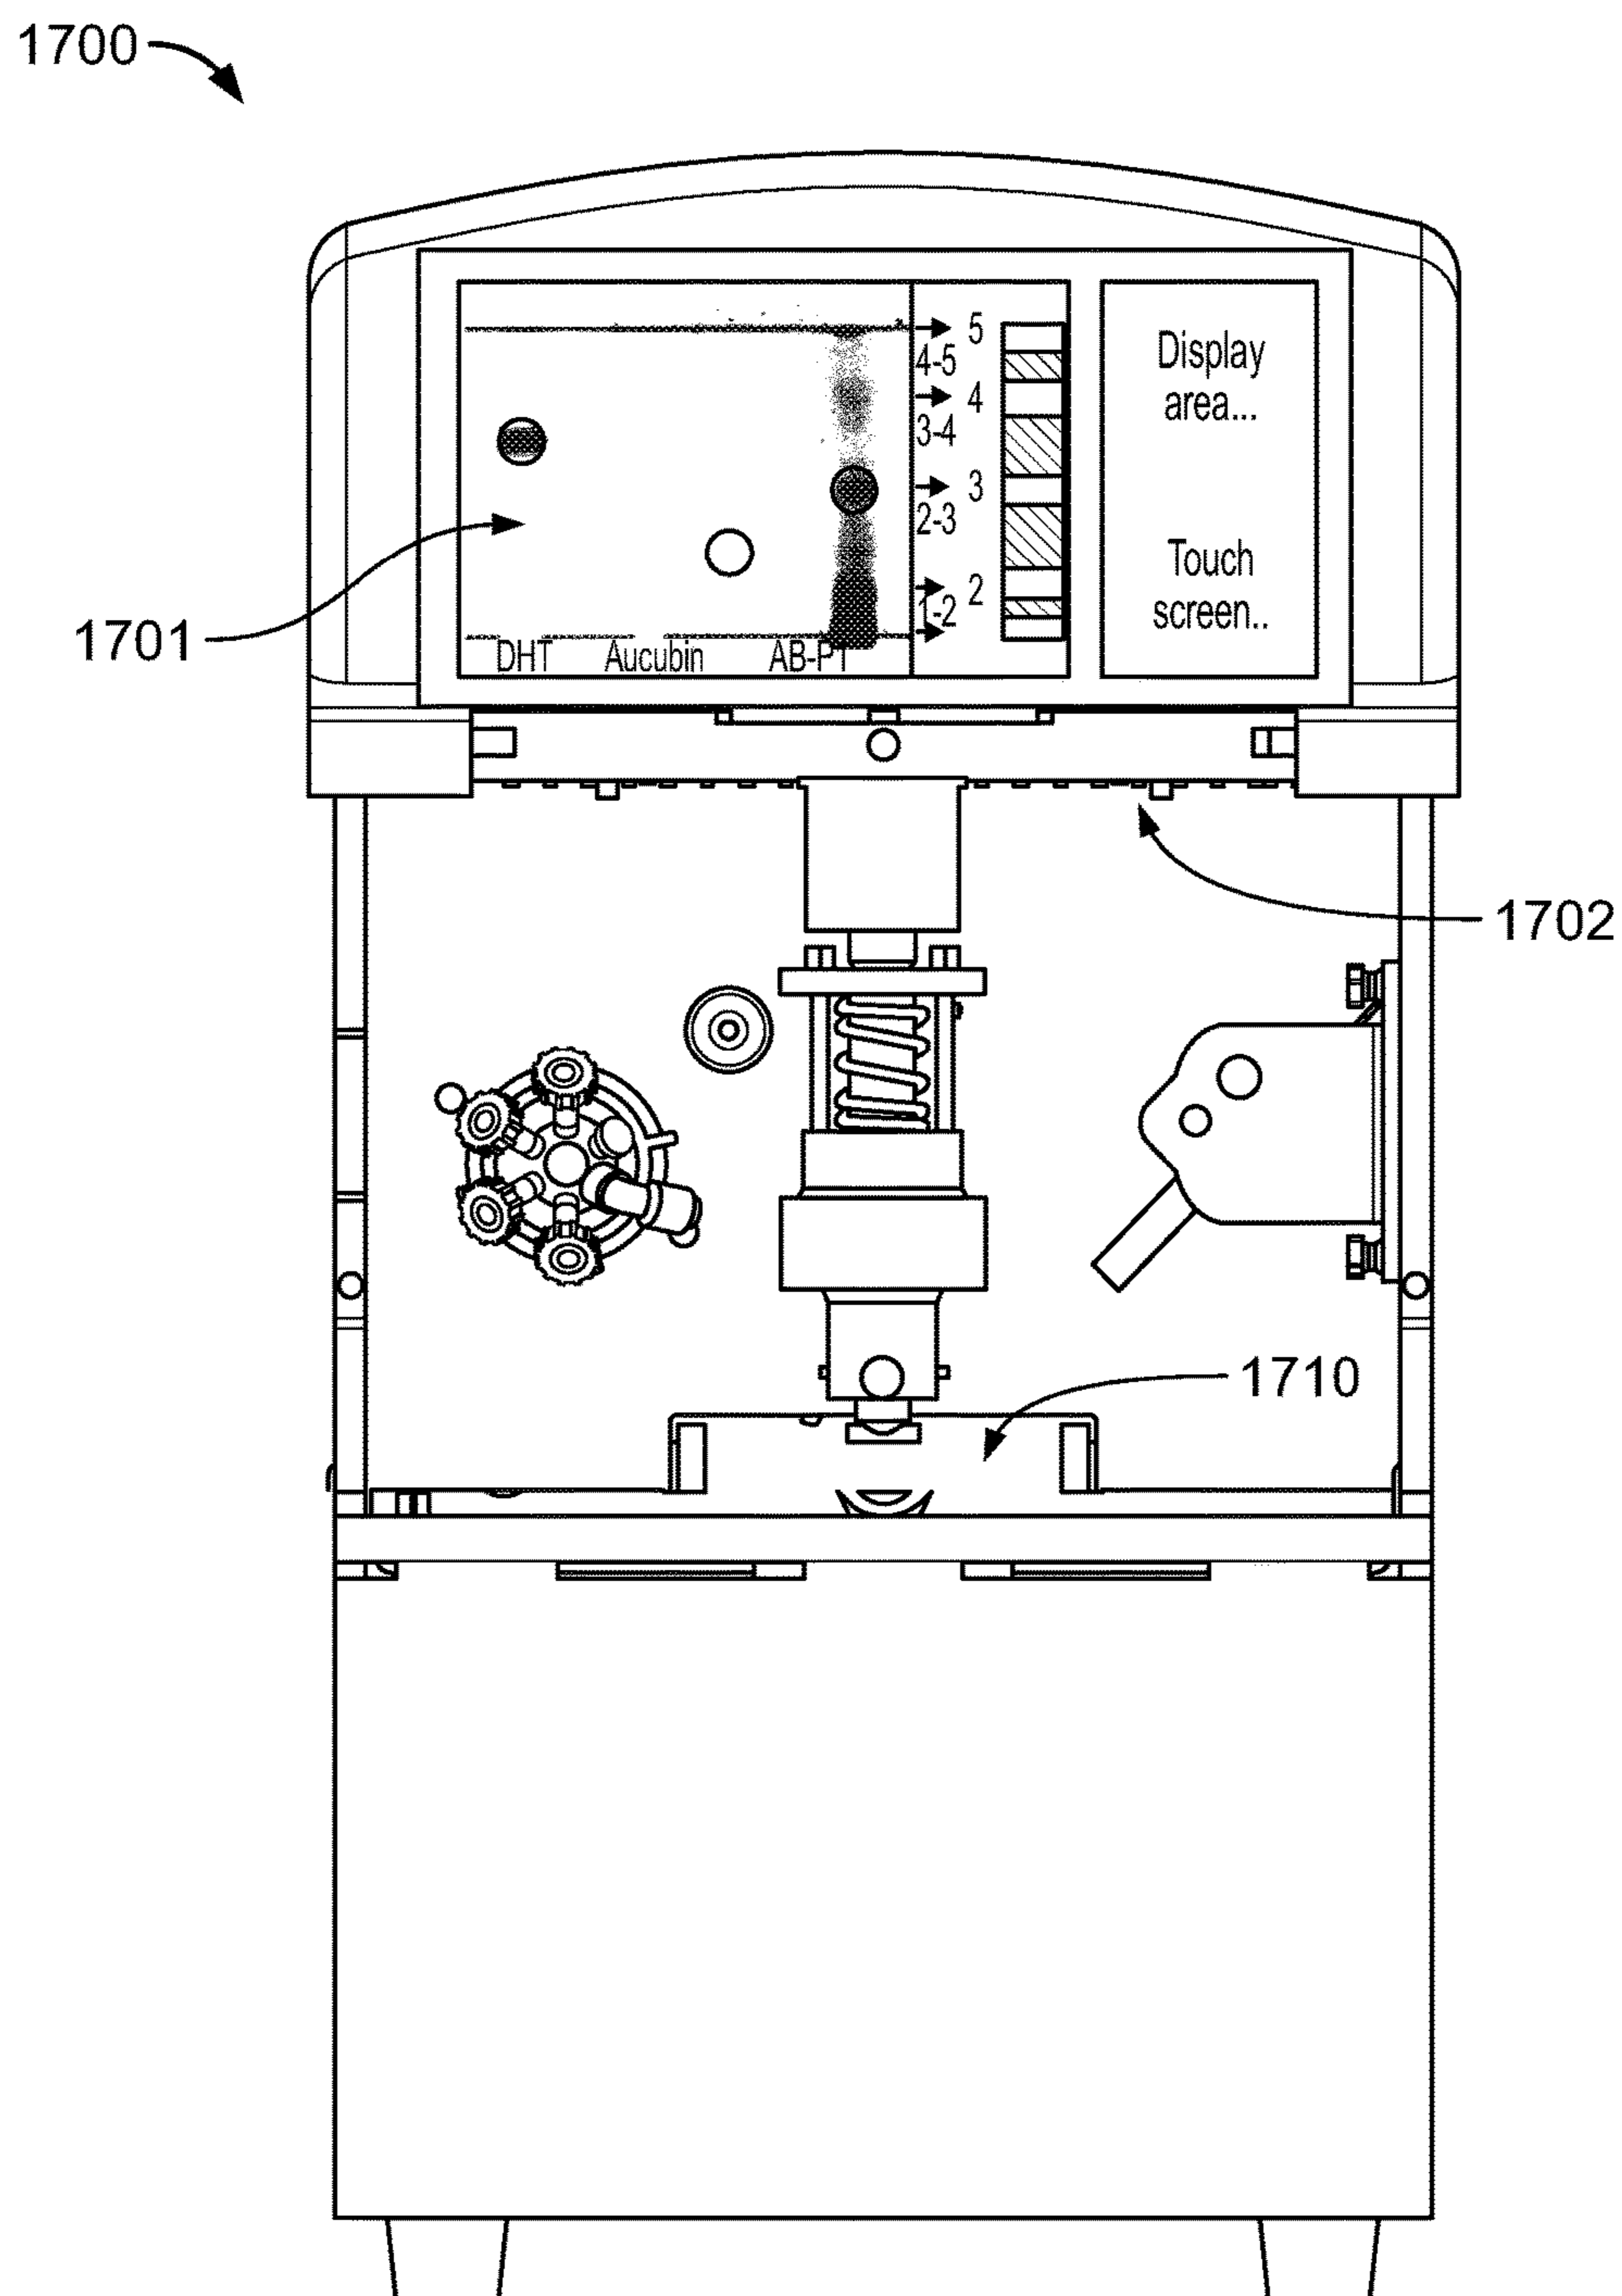 1700
5
4-5
4
3-4
3
2-3
2
1-2
DHT
Aucubin
AB-PT
Display
area...
Touch
screen..
1701
1702
1710